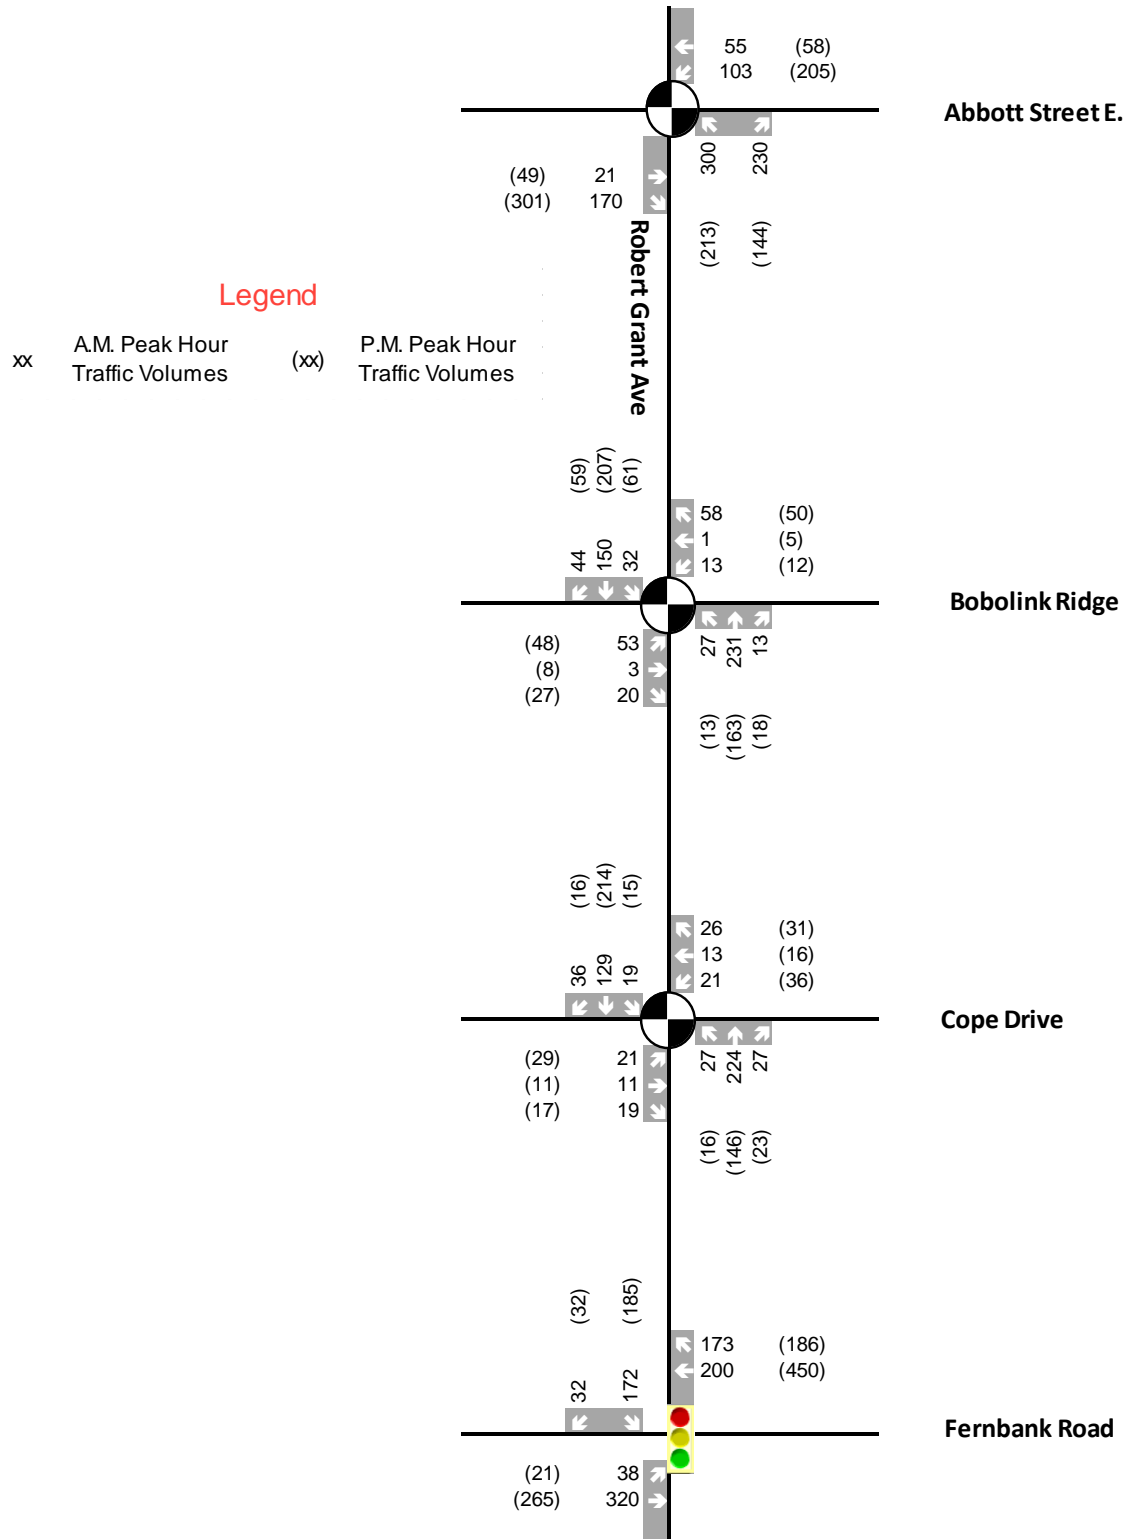 55 (58)
103 (205)
Abbott Street E.
300 230
(49) 21
(301) 170
(213) (144)
Robert Grant Ave
Legend
xx A.M. Peak Hour Traffic Volumes (xx) P.M. Peak Hour Traffic Volumes
(59) (207) (61)
44 150 32
58 (50)
1 (5)
13 (12)
Bobolink Ridge
(48) 53
(8) 3
(27) 20
27 231 13
(13) (163) (18)
(16) (214) (15)
36 129 19
26 (31)
13 (16)
21 (36)
Cope Drive
(29) 21
(11) 11
(17) 19
27 224 27
(16) (146) (23)
(32) (185)
32 172
173 (186)
200 (450)
Fernbank Road
(21) 38
(265) 320